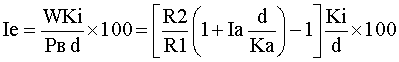 Ie = WKi / Pв d × 100 = [ R2 / R1 ( 1 + Ia d / Ka ) − 1 ] Ki / d × 100